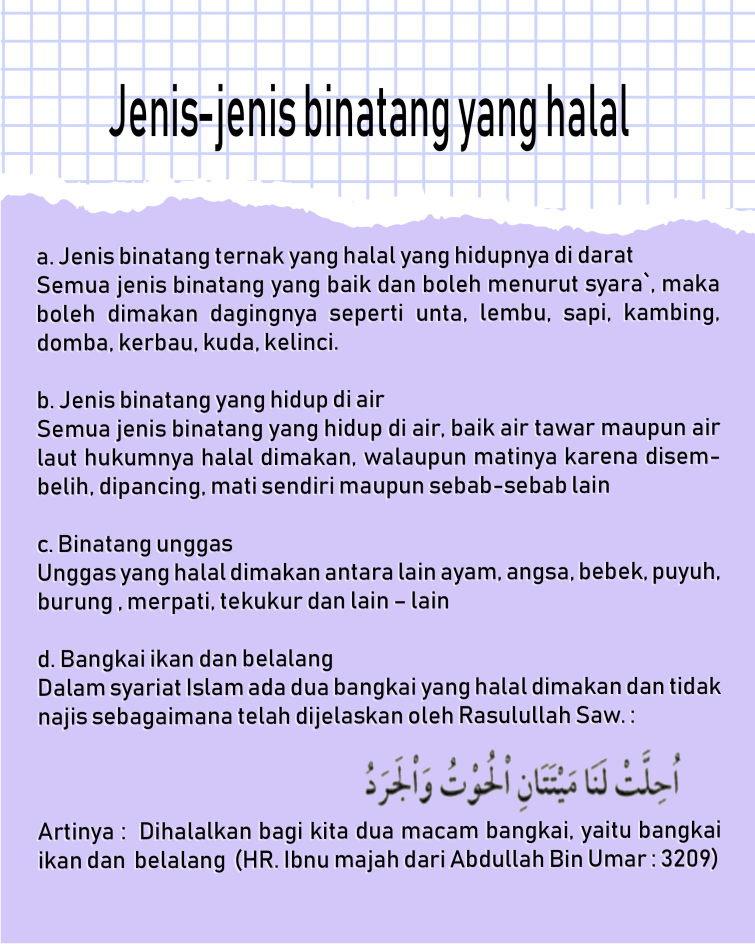 Jenis-jenis binatang yang halal
a. Jenis binatang ternak yang halal yang hidupnya di darat
Semua jenis binatang yang baik dan boleh menurut syara`, maka
boleh dimakan dagingnya seperti unta, lembu, sapi, kambing,
domba, kerbau, kuda, kelinci.
b. Jenis binatang yang hidup di air
Semua jenis binatang yang hidup di air, baik air tawar maupun air
laut hukumnya halal dimakan, walaupun matinya karena disem-
belih, dipancing, mati sendiri maupun sebab-sebab lain
c. Binatang unggas
Unggas yang halal dimakan antara lain ayam, angsa, bebek, puyuh,
burung , merpati, tekukur dan lain – lain
d. Bangkai ikan dan belalang
Dalam syariat Islam ada dua bangkai yang halal dimakan dan tidak
najis sebagaimana telah dijelaskan oleh Rasulullah Saw. :
اُحِلَّتْ لَنَا مَيْتَتَانِ اْلحُوْتُ وَاْلجَرَدُ
Artinya : Dihalalkan bagi kita dua macam bangkai, yaitu bangkai
ikan dan belalang (HR. Ibnu majah dari Abdullah Bin Umar : 3209)